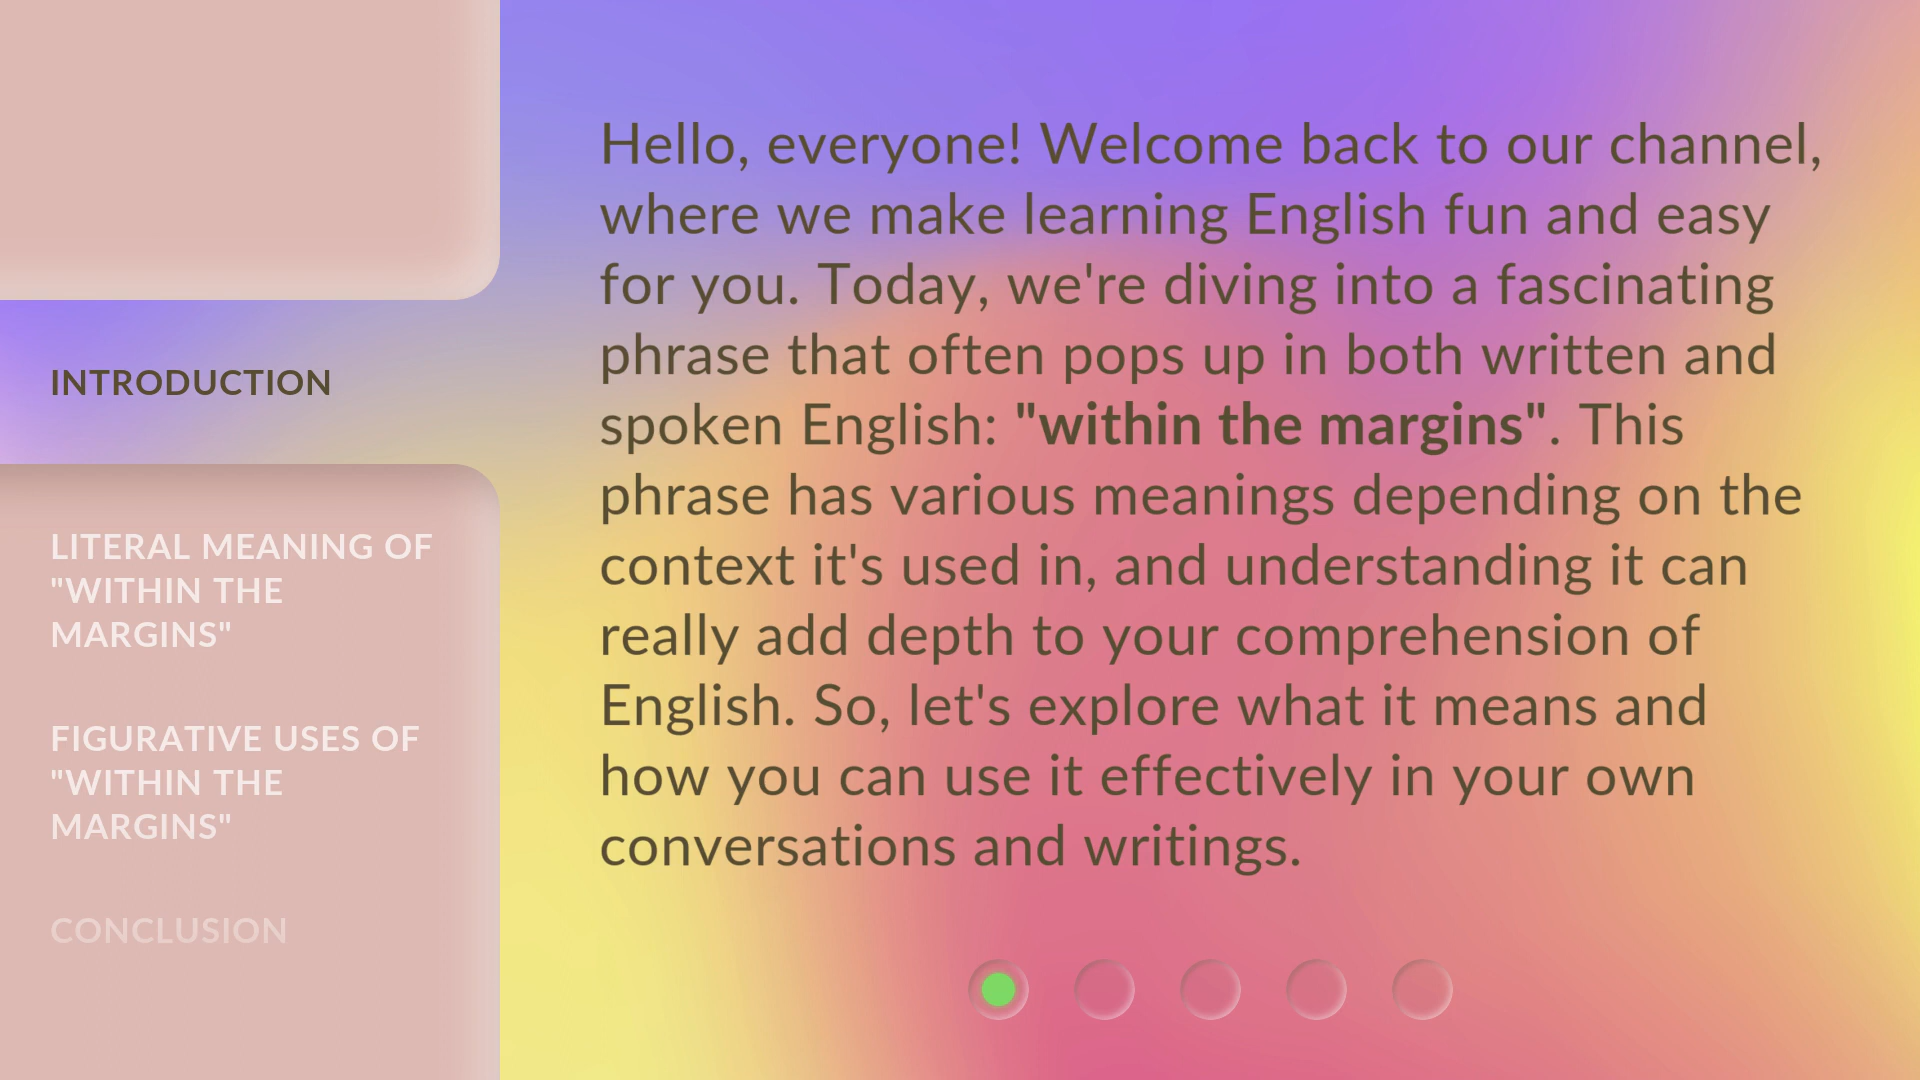 INTRODUCTION
LITERAL MEANING OF
"WITHIN THE
MARGINS"
FIGURATIVE USES OF
"WITHIN THE
MARGINS"
CONCLUSION
Hello, everyone! Welcome back to our channel,
where we make learning English fun and easy
for you. Today, we're diving into a fascinating
phrase that often pops up in both written and
spoken English: "within the margins". This
phrase has various meanings depending on the
context it's used in, and understanding it can
really add depth to your comprehension of
English. So, let's explore what it means and
how you can use it effectively in your own
conversations and writings.